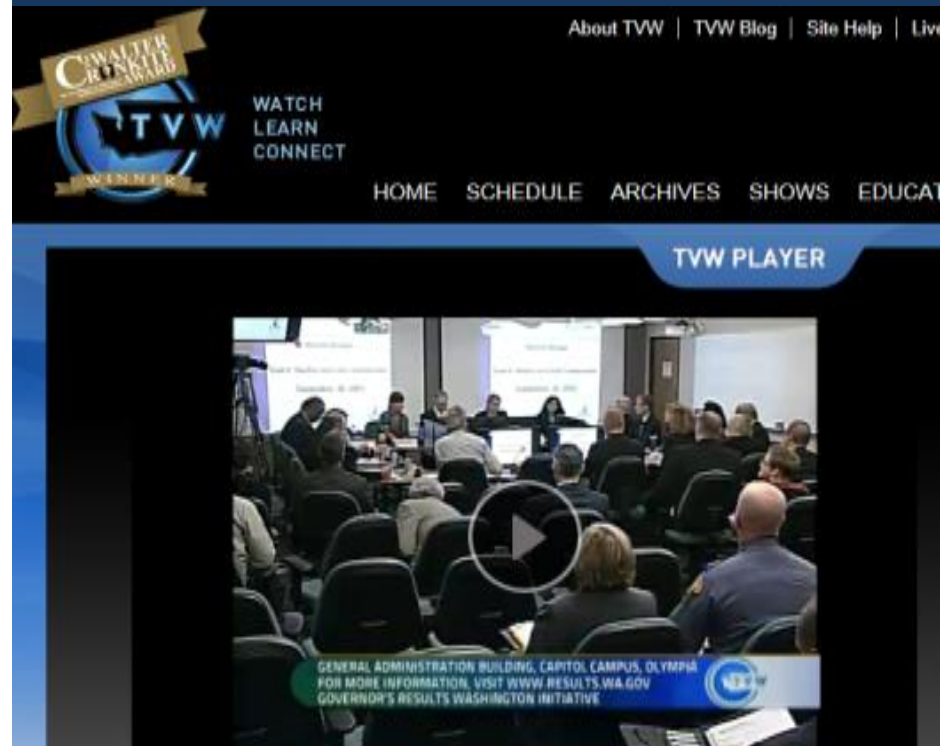 About TVW | TVW Blog | Site Help | Live
WALTER
CRONKITE
AWARD
TVW
WINNER
WATCH
LEARN
CONNECT
HOME SCHEDULE ARCHIVES SHOWS EDUCAT
TVW PLAYER
GENERAL ADMINISTRATION BUILDING, CAPITOL CAMPUS, OLYMPIA
FOR MORE INFORMATION, VISIT WWW.RESULTS.WA.GOV
GOVERNOR'S RESULTS WASHINGTON INITIATIVE
TVW